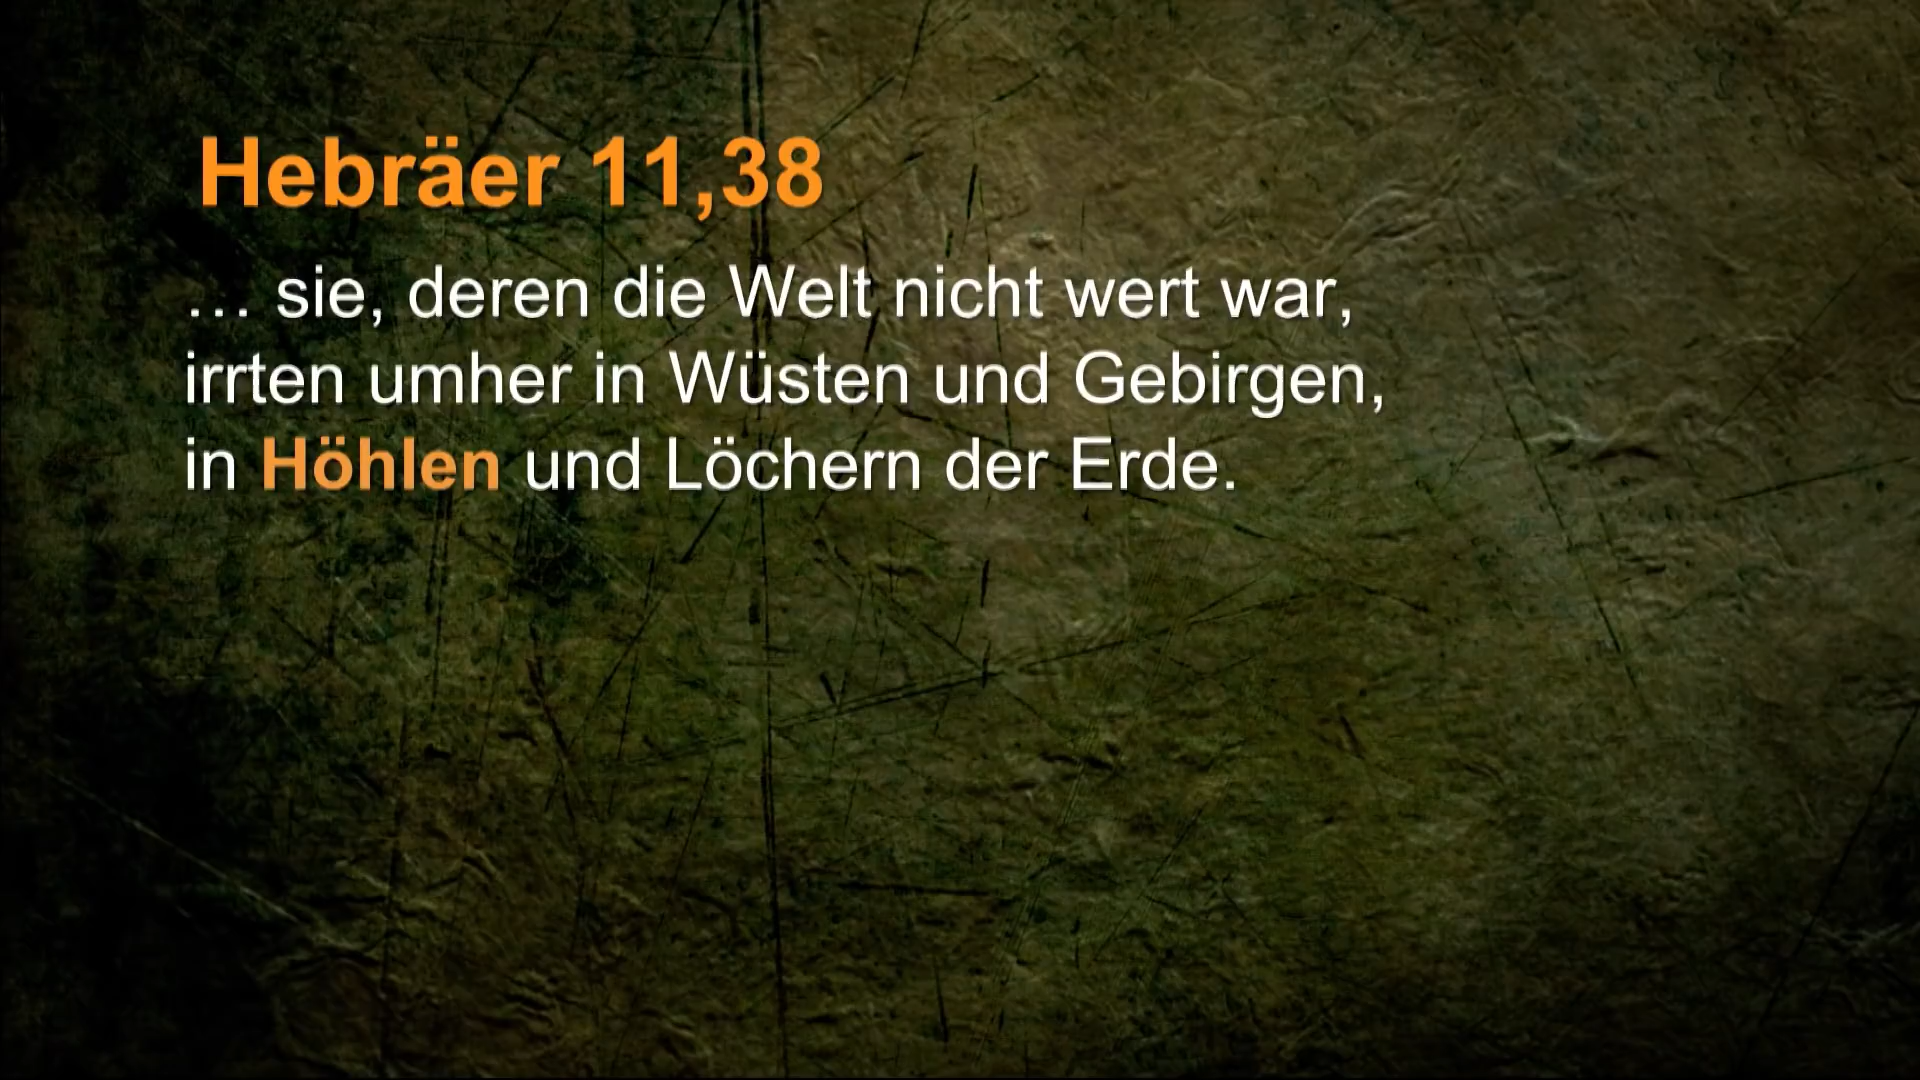 Hebräer 11,38
… sie, deren die Welt nicht wert war,
irrten umher in Wüsten und Gebirgen,
in Höhlen und Löchern der Erde.